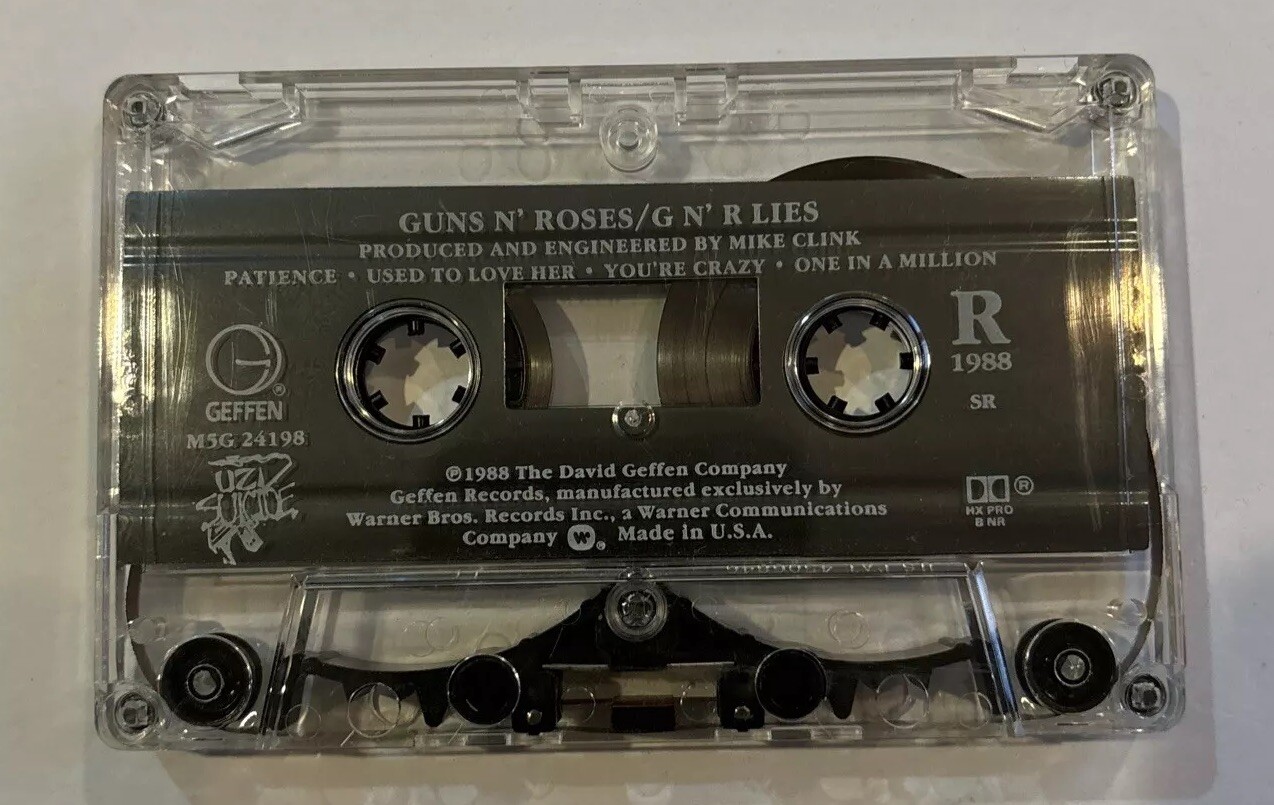 GUNS N' ROSES/G N' R LIES
PRODUCED AND ENGINEERED BY MIKE CLINK
PATIENCE • USED TO LOVE HER • YOU'RE CRAZY • ONE IN A MILLION
R
1988
SR
G
®
GEFFEN
M5G 24198
UZI
SUICIDE
℗1988 The David Geffen Company
Geffen Records, manufactured exclusively by
Warner Bros. Records Inc., a Warner Communications
Company W® Made in U.S.A.
®
HX PRO
B NR